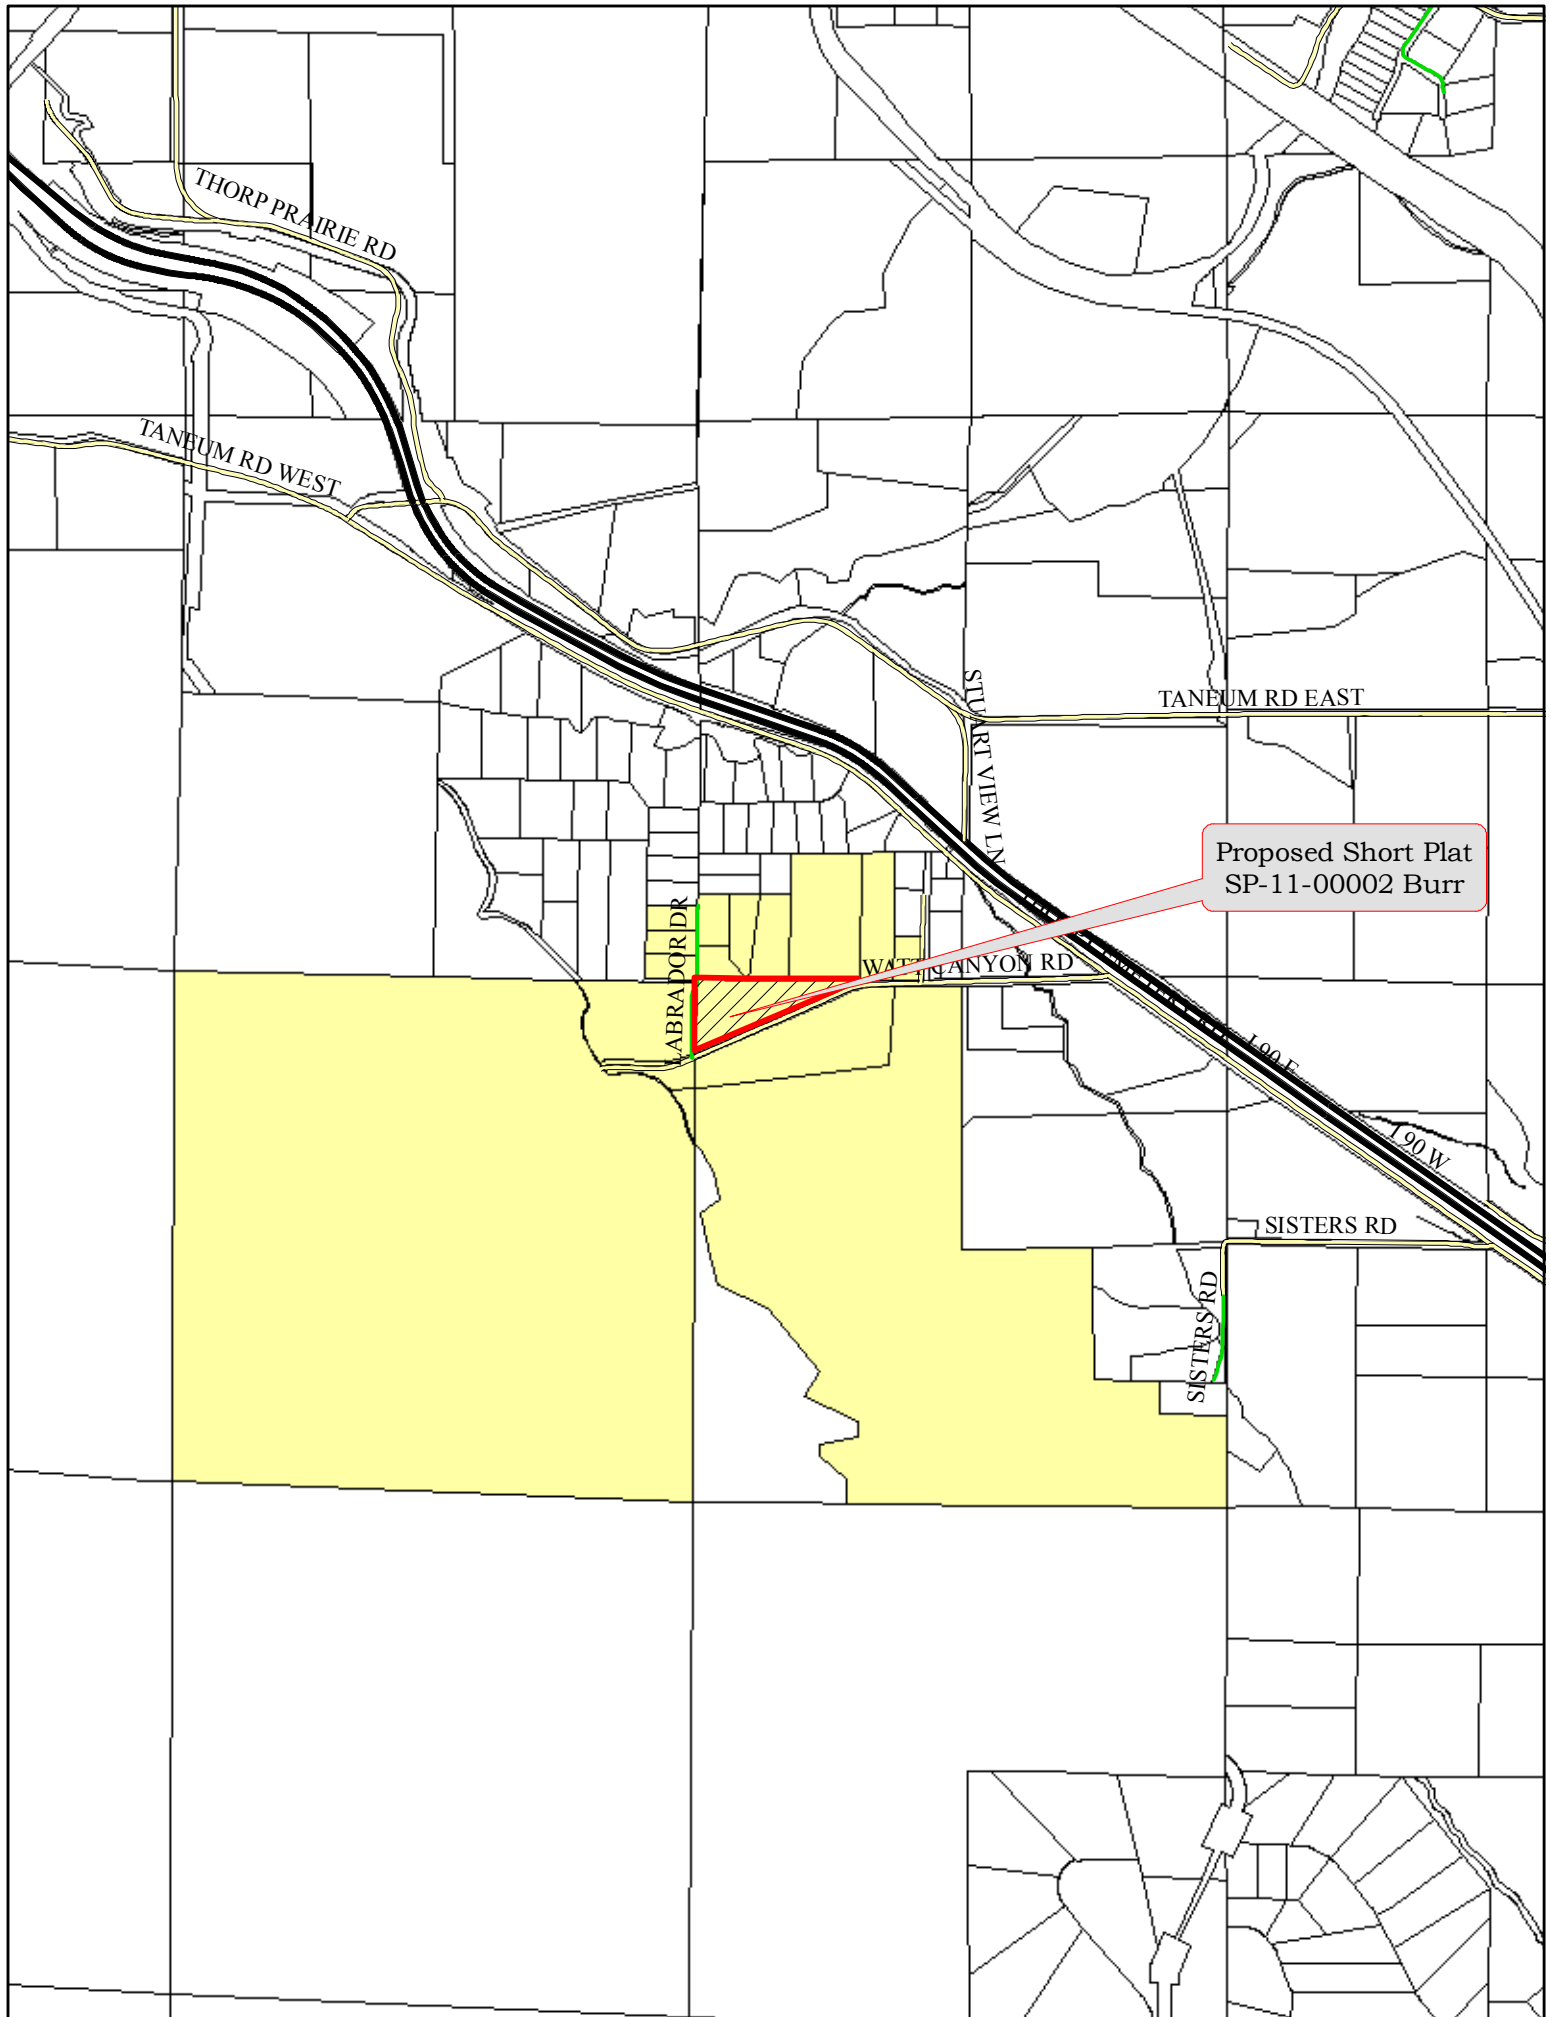 THORP PRAIRIE RD
TANEUM RD WEST
TANEUM RD EAST
STUART VIEW LN
Proposed Short Plat
SP-11-00002 Burr
LABRADOR DR
CANYON RD
I 90 E
I 90 W
SISTERS RD
SISTERS RD